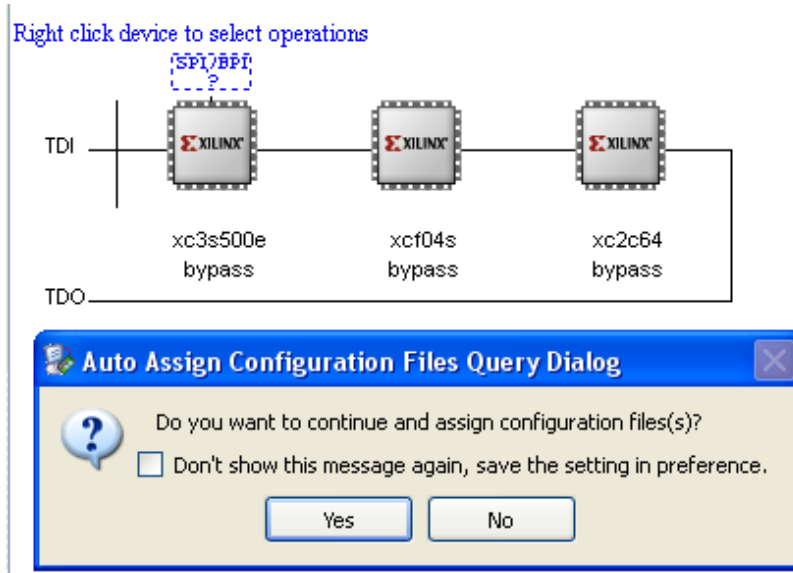 Right click device to select operations
SPI/BPI
?
TDI
XILINX
XILINX
XILINX
xc3s500e
xcf04s
xc2c64
bypass
bypass
bypass
TDO
Auto Assign Configuration Files Query Dialog
Do you want to continue and assign configuration files(s)?
Don't show this message again, save the setting in preference.
Yes
No